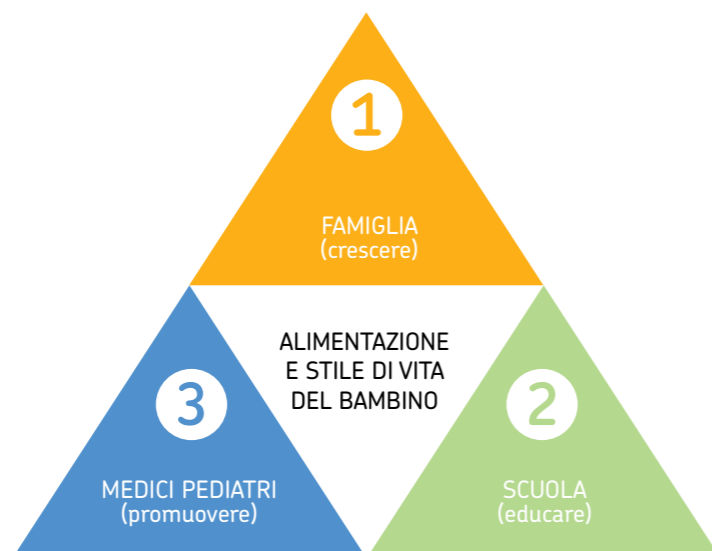 1
FAMIGLIA
(crescere)
ALIMENTAZIONE
E STILE DI VITA
DEL BAMBINO
3
MEDICI PEDIATRI
(promuovere)
2
SCUOLA
(educare)